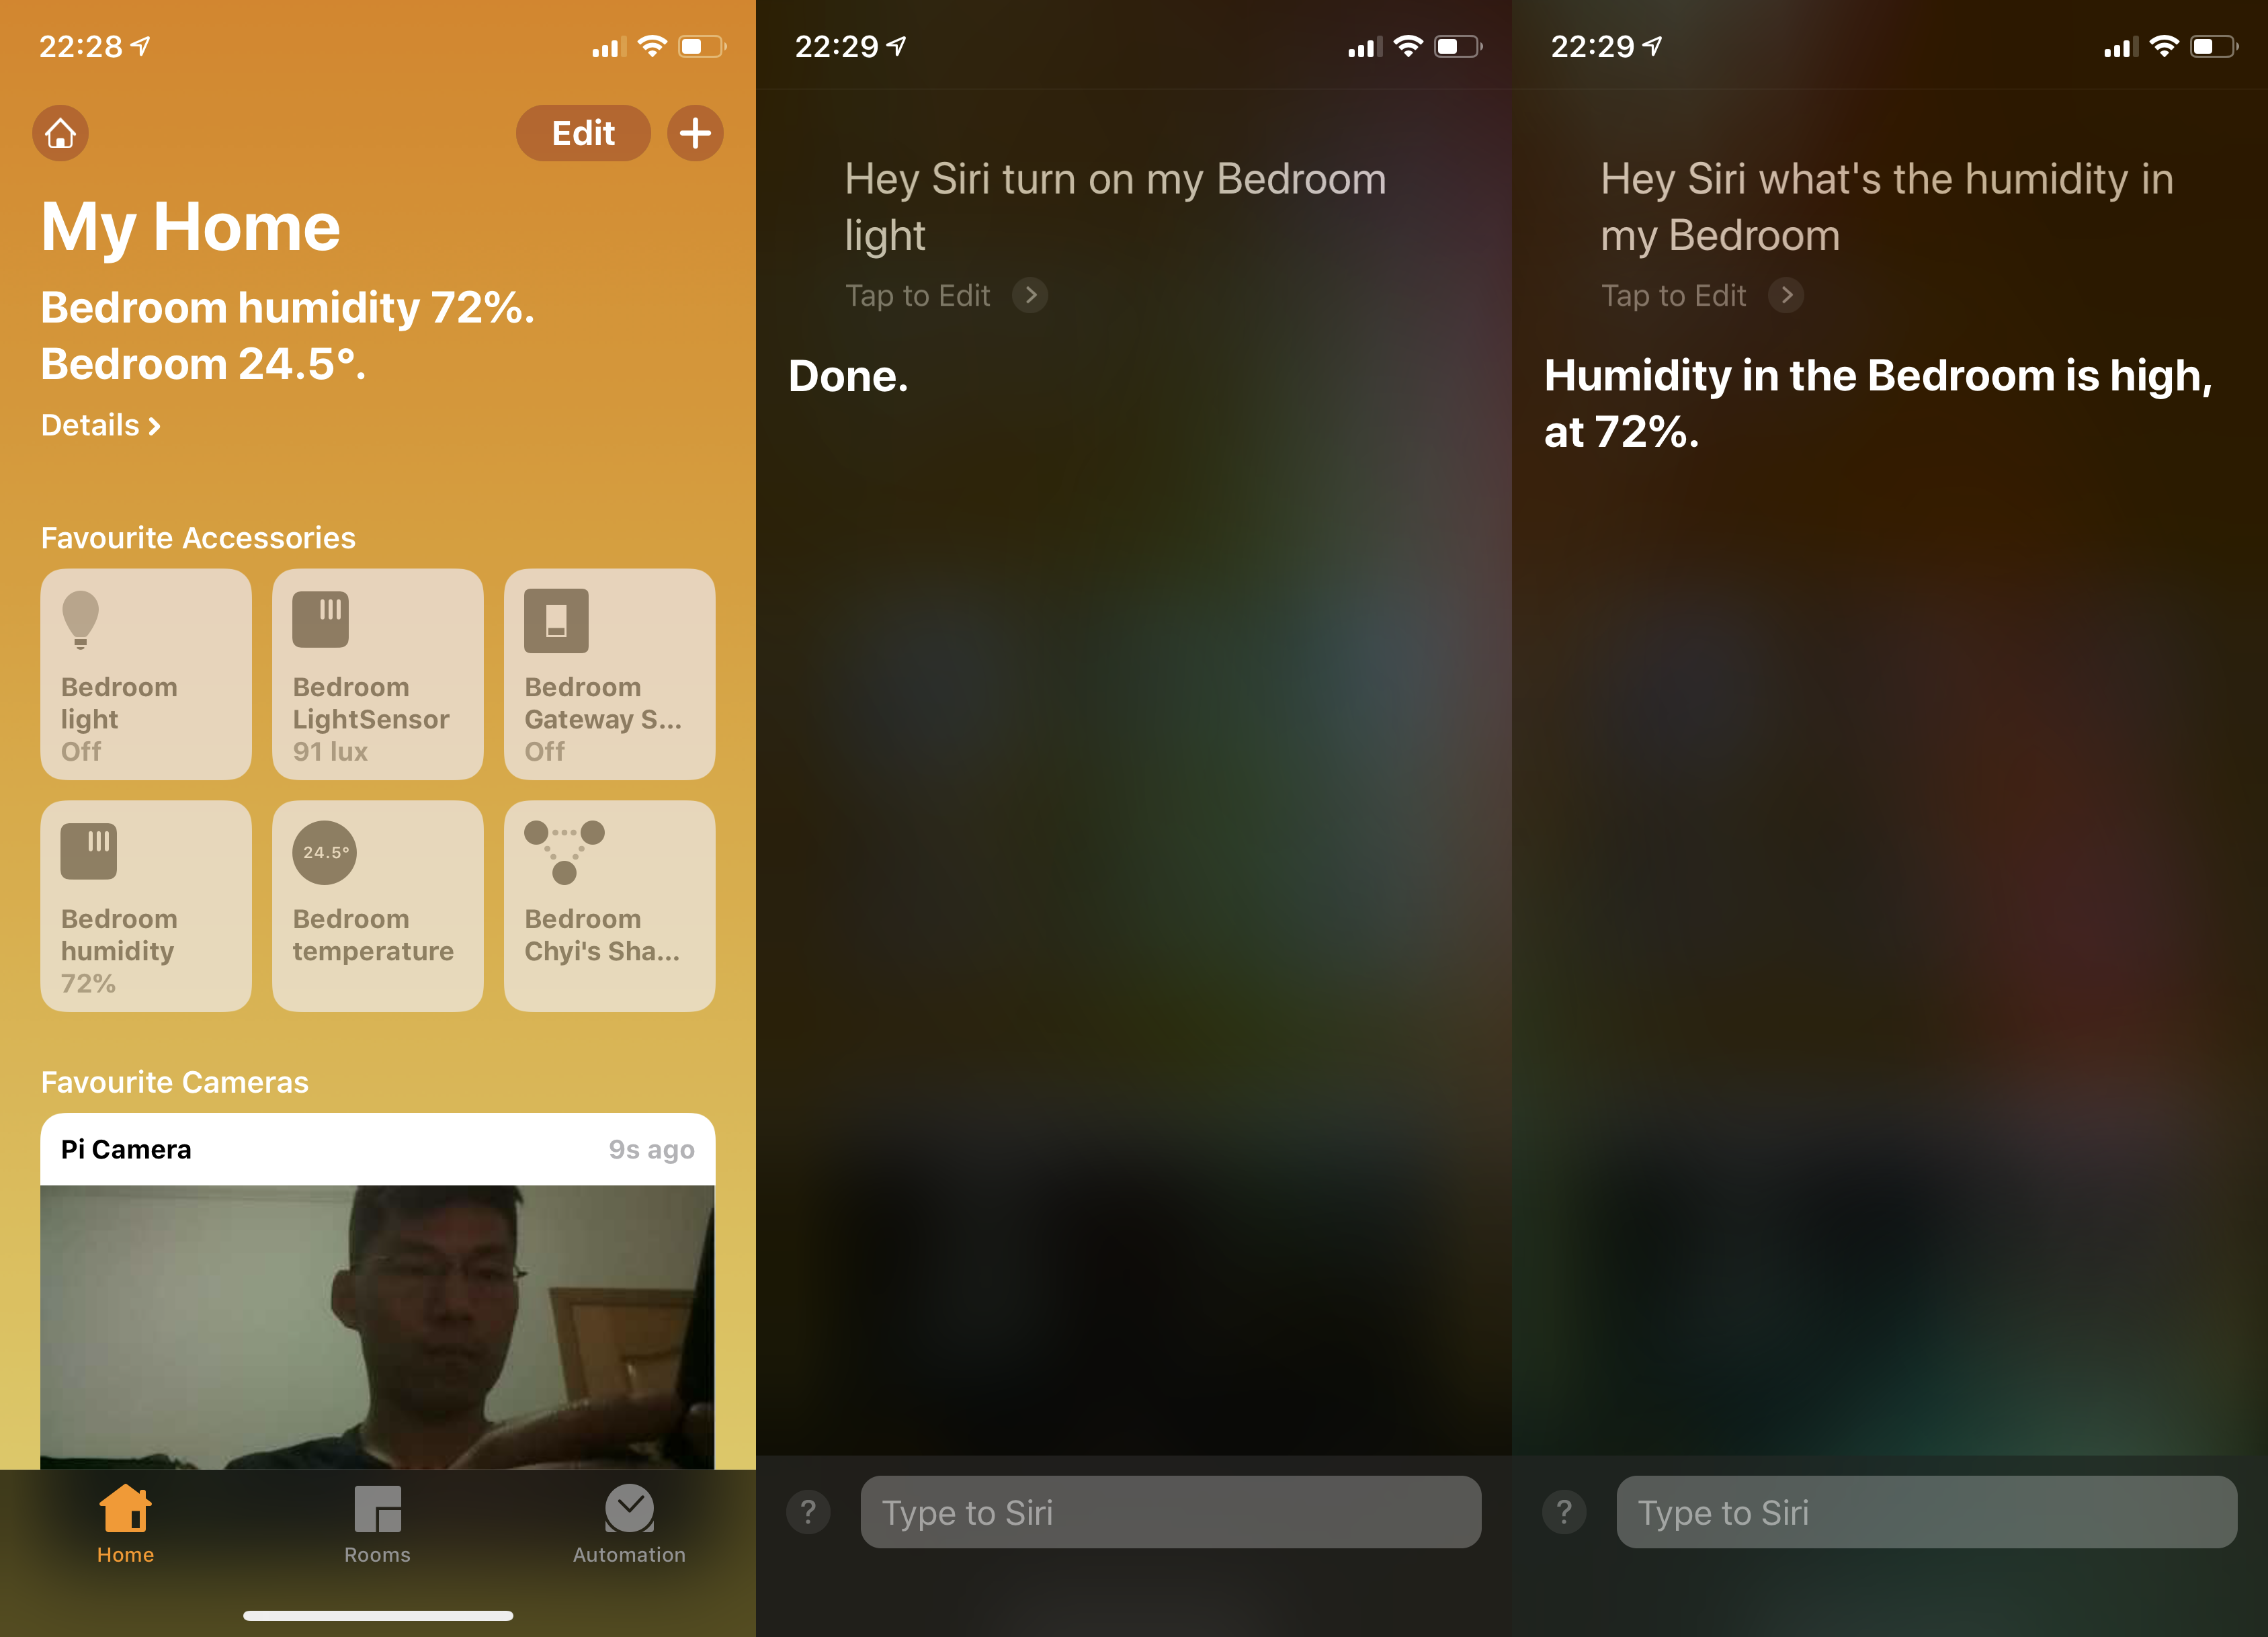 22:28
Edit
My Home
Bedroom humidity 72%.
Bedroom 24.5°.
Details
Favourite Accessories
Bedroom
light
Off
Bedroom
LightSensor
91 lux
Bedroom
Gateway S...
Off
Bedroom
humidity
72%
24.5°
Bedroom
temperature
Bedroom
Chyi's Sha...
Favourite Cameras
Pi Camera
9s ago
Home
Rooms
Automation
22:29
Hey Siri turn on my Bedroom
light
Tap to Edit
Done.
?
Type to Siri
22:29
Hey Siri what's the humidity in
my Bedroom
Tap to Edit
Humidity in the Bedroom is high,
at 72%.
?
Type to Siri